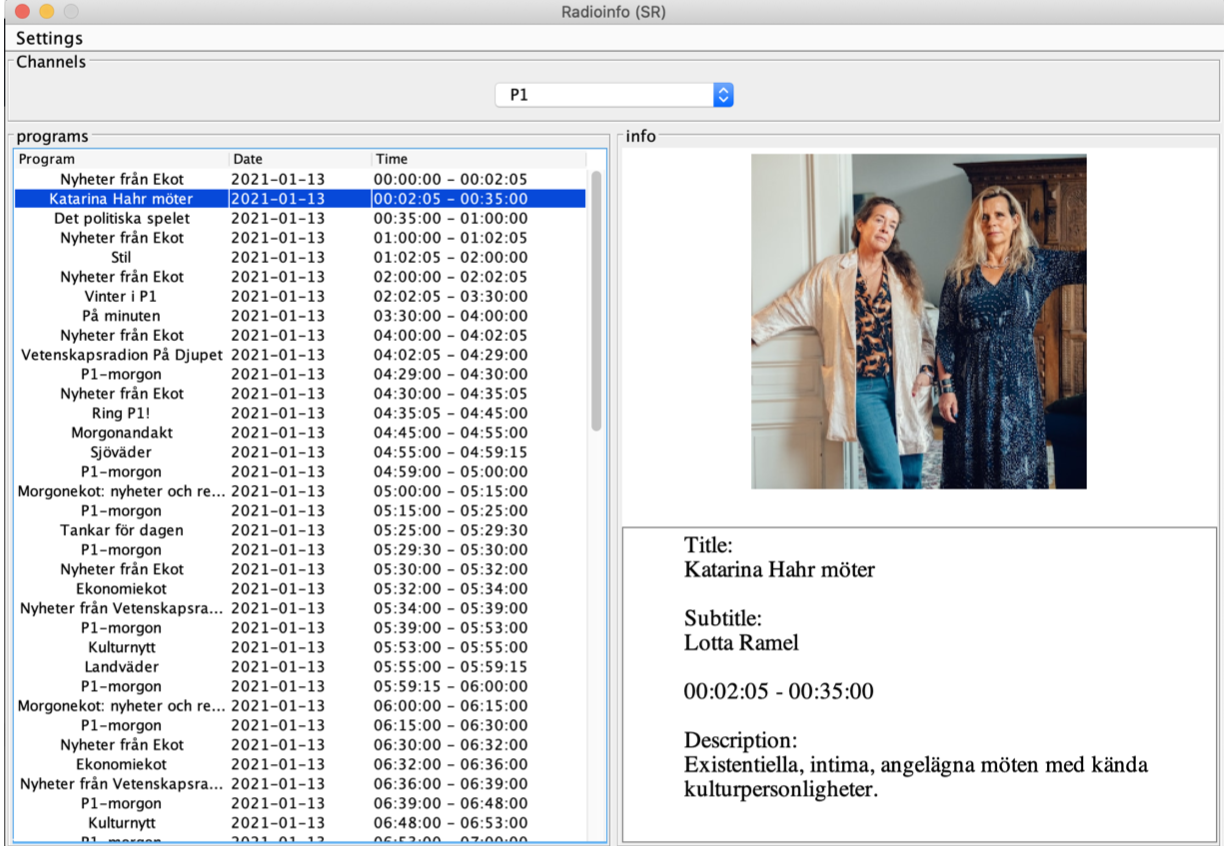 Radioinfo (SR)
Settings
Channels
P1
programs
Program Date Time
Nyheter från Ekot 2021-01-13 00:00:00 - 00:02:05
Katarina Hahr möter 2021-01-13 00:02:05 - 00:35:00
Det politiska spelet 2021-01-13 00:35:00 - 01:00:00
Nyheter från Ekot 2021-01-13 01:00:00 - 01:02:05
Stil 2021-01-13 01:02:05 - 02:00:00
Nyheter från Ekot 2021-01-13 02:00:00 - 02:02:05
Vinter i P1 2021-01-13 02:02:05 - 03:30:00
På minuten 2021-01-13 03:30:00 - 04:00:00
Nyheter från Ekot 2021-01-13 04:00:00 - 04:02:05
Vetenskapsradion På Djupet 2021-01-13 04:02:05 - 04:29:00
P1-morgon 2021-01-13 04:29:00 - 04:30:00
Nyheter från Ekot 2021-01-13 04:30:00 - 04:35:05
Ring P1! 2021-01-13 04:35:05 - 04:45:00
Morgonandakt 2021-01-13 04:45:00 - 04:55:00
Sjöväder 2021-01-13 04:55:00 - 04:59:15
P1-morgon 2021-01-13 04:59:00 - 05:00:00
Morgonekot: nyheter och re... 2021-01-13 05:00:00 - 05:15:00
P1-morgon 2021-01-13 05:15:00 - 05:25:00
Tankar för dagen 2021-01-13 05:25:00 - 05:29:30
P1-morgon 2021-01-13 05:29:30 - 05:30:00
Nyheter från Ekot 2021-01-13 05:30:00 - 05:32:00
Ekonomiekot 2021-01-13 05:32:00 - 05:34:00
Nyheter från Vetenskapsra... 2021-01-13 05:34:00 - 05:39:00
P1-morgon 2021-01-13 05:39:00 - 05:53:00
Kulturnytt 2021-01-13 05:53:00 - 05:55:00
Landväder 2021-01-13 05:55:00 - 05:59:15
P1-morgon 2021-01-13 05:59:15 - 06:00:00
Morgonekot: nyheter och re... 2021-01-13 06:00:00 - 06:15:00
P1-morgon 2021-01-13 06:15:00 - 06:30:00
Nyheter från Ekot 2021-01-13 06:30:00 - 06:32:00
Ekonomiekot 2021-01-13 06:32:00 - 06:36:00
Nyheter från Vetenskapsra... 2021-01-13 06:36:00 - 06:39:00
P1-morgon 2021-01-13 06:39:00 - 06:48:00
Kulturnytt 2021-01-13 06:48:00 - 06:53:00
P1-morgon 2021-01-13 06:53:00 - 07:00:00
info
Title:
Katarina Hahr möter
Subtitle:
Lotta Ramel
00:02:05 - 00:35:00
Description:
Existentiella, intima, angelägna möten med kända
kulturpersonligheter.